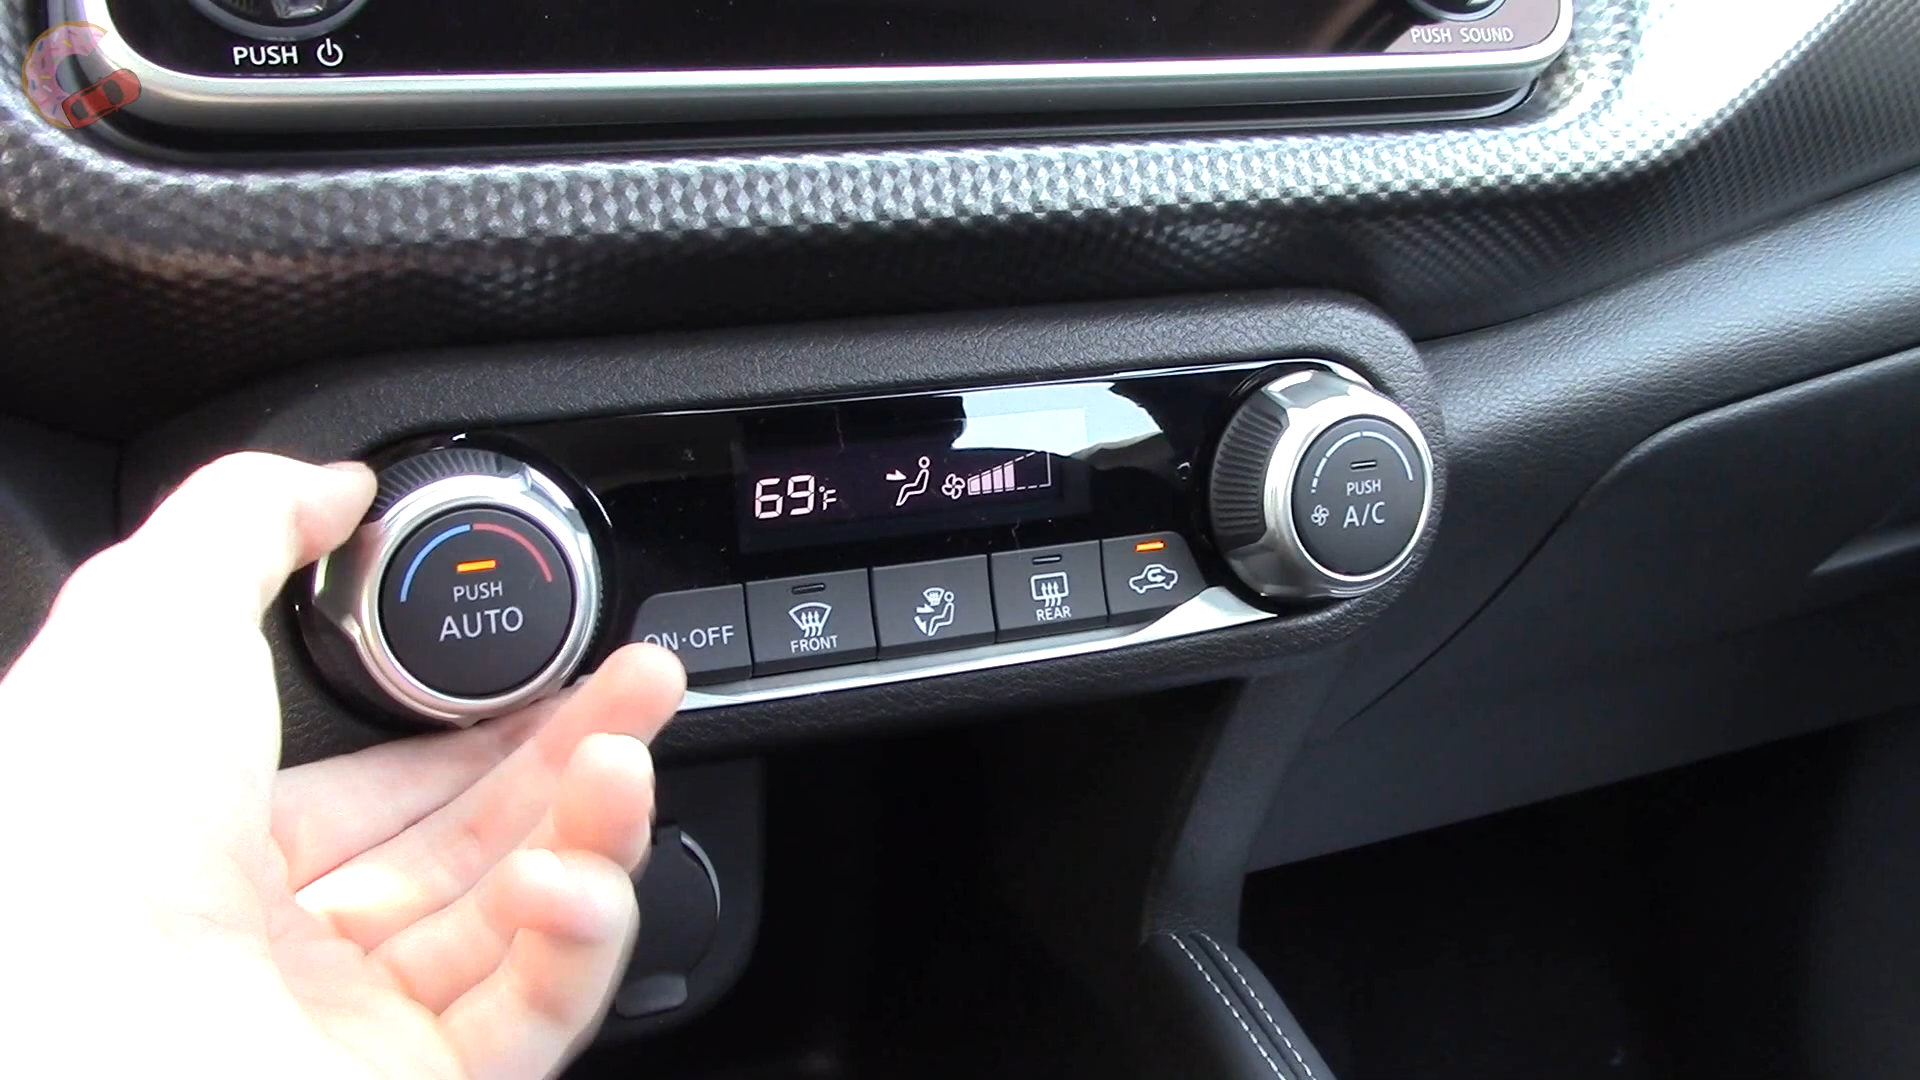 PUSH
PUSH SOUND
69°F
PUSH
AUTO
ON·OFF
FRONT
REAR
PUSH
A/C